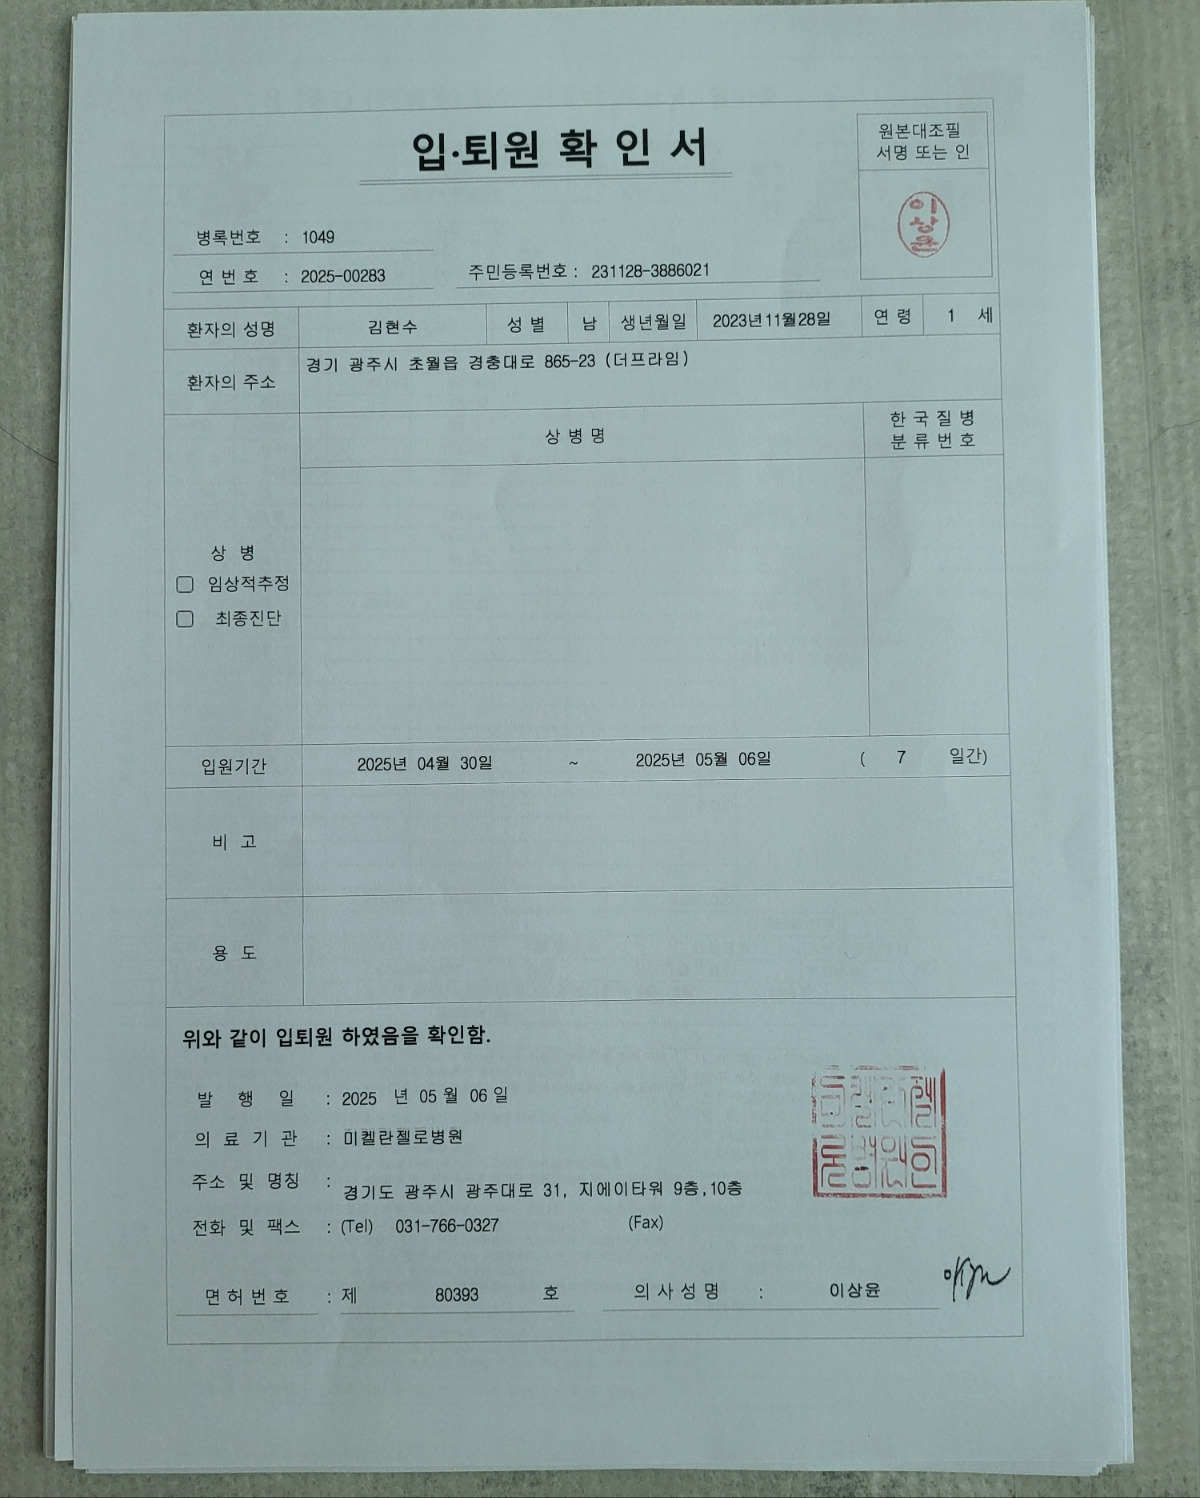 입·퇴원 확 인 서
원본대조필
서명 또는 인
이상윤
병록번호 : 1049
연 번 호 : 2025-00283
주민등록번호 : 231128-3886021
환자의 성명 김현수 성 별 남 생년월일 2023년11월28일 연 령 1 세
환자의 주소 경기 광주시 초월읍 경충대로 865-23 (더프라임)
상 병 명
한 국 질 병
분 류 번 호
상 병
임상적추정
최종진단
입원기간 2025년 04월 30일 ~ 2025년 05월 06일 ( 7 일간)
비 고
용 도
위와 같이 입퇴원 하였음을 확인함.
발 행 일 : 2025 년 05 월 06 일
의 료 기 관 : 미켈란젤로병원
주소 및 명칭 : 경기도 광주시 광주대로 31, 지에이타워 9층,10층
전화 및 팩스 : (Tel) 031-766-0327 (Fax)
면 허 번 호 : 제 80393 호 의 사 성 명 : 이상윤